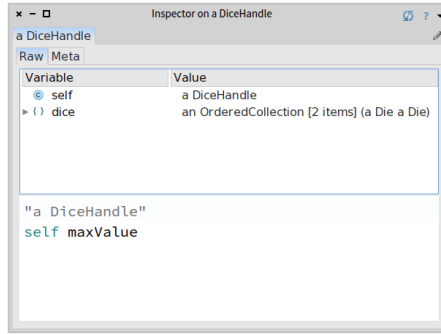 Inspector on a DiceHandle
?
a DiceHandle
Raw Meta
Variable Value
self a DiceHandle
dice an OrderedCollection [2 items] (a Die a Die)
"a DiceHandle"
self maxValue